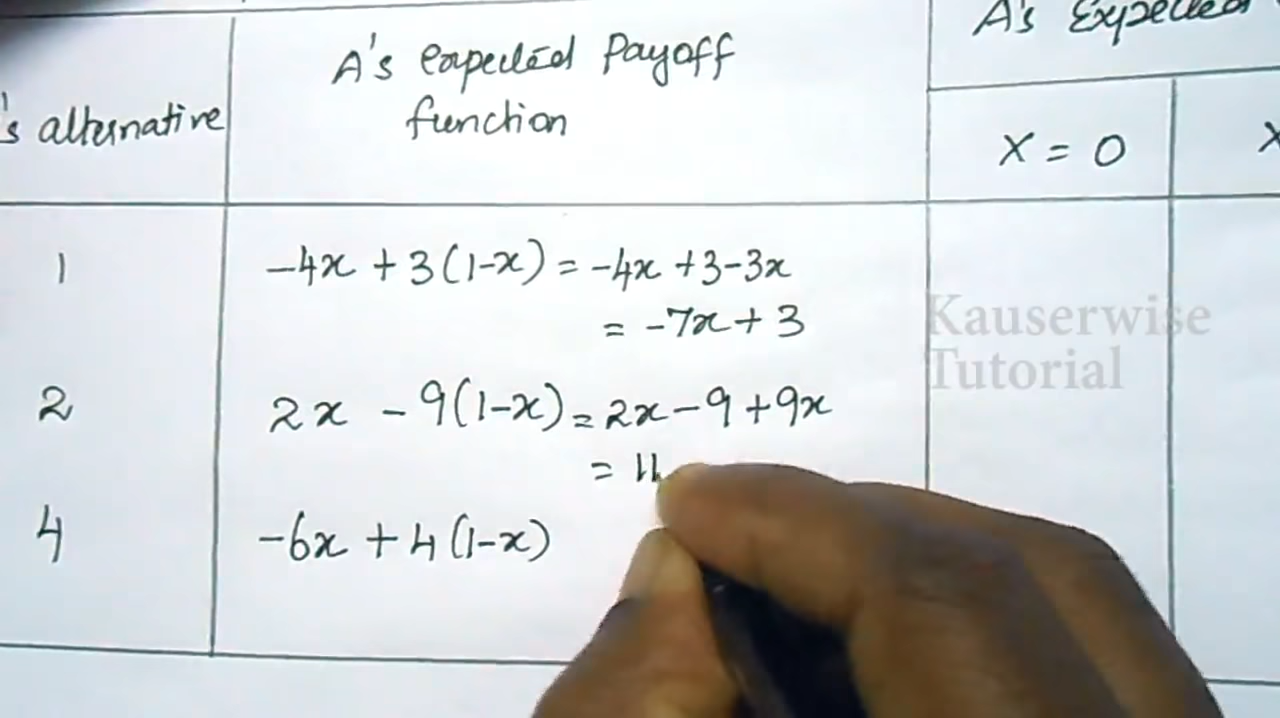 A's Expected
's alternative
A's expected Payoff
function
X = 0
X
1
-4x + 3(1-x) = -4x + 3 - 3x
= -7x + 3
2
2x - 9(1-x) = 2x - 9 + 9x
= 11
4
-6x + 4(1-x)
Kauserwise
Tutorial